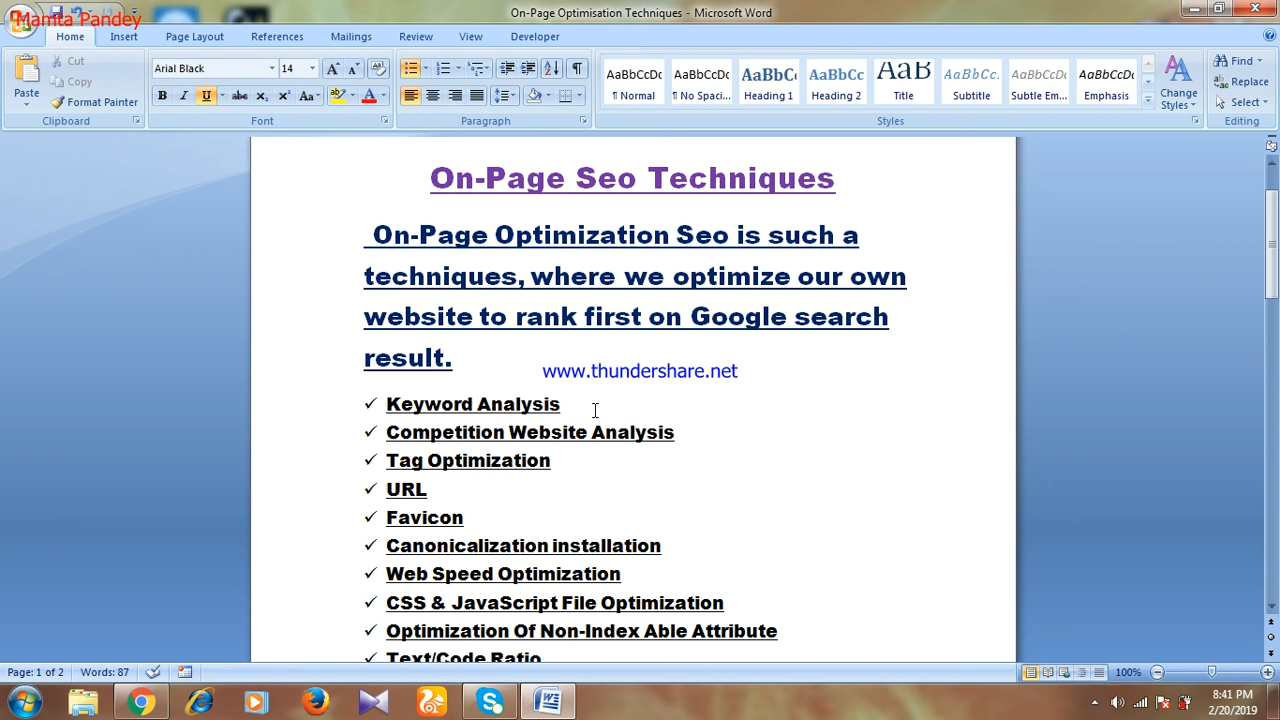 Mamta Pandey
On-Page Optimisation Techniques - Microsoft Word
Home Insert Page Layout References Mailings Review View Developer
Paste
Cut
Copy
Format Painter
Clipboard
Arial Black 14
Font
Paragraph
AaBbCcDc AaBbCcDc AaBbC AaBbCc AaB AaBbCc. AaBbCcDc AaBbCcDc
¶ Normal ¶ No Spaci... Heading 1 Heading 2 Title Subtitle Subtle Em... Emphasis
Change Styles
Styles
Find
Replace
Select
Editing
On-Page Seo Techniques
On-Page Optimization Seo is such a
techniques, where we optimize our own
website to rank first on Google search
result.
www.thundershare.net
✓ Keyword Analysis
✓ Competition Website Analysis
✓ Tag Optimization
✓ URL
✓ Favicon
✓ Canonicalization installation
✓ Web Speed Optimization
✓ CSS & JavaScript File Optimization
✓ Optimization Of Non-Index Able Attribute
Text/Code Ratio
Page: 1 of 2 Words: 87
100%
8:41 PM
2/20/2019